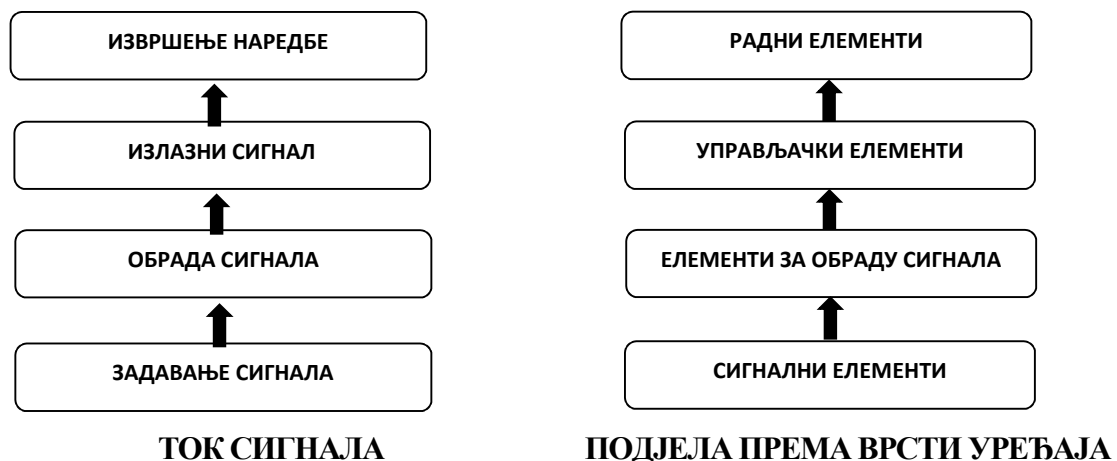 ИЗВРШЕЊЕ НАРЕДБЕ
ИЗЛАЗНИ СИГНАЛ
ОБРАДА СИГНАЛА
ЗАДАВАЊЕ СИГНАЛА
ТОК СИГНАЛА
РАДНИ ЕЛЕМЕНТИ
УПРАВЉАЧКИ ЕЛЕМЕНТИ
ЕЛЕМЕНТИ ЗА ОБРАДУ СИГНАЛА
СИГНАЛНИ ЕЛЕМЕНТИ
ПОДЈЕЛА ПРЕМА ВРСТИ УРЕЂАЈА